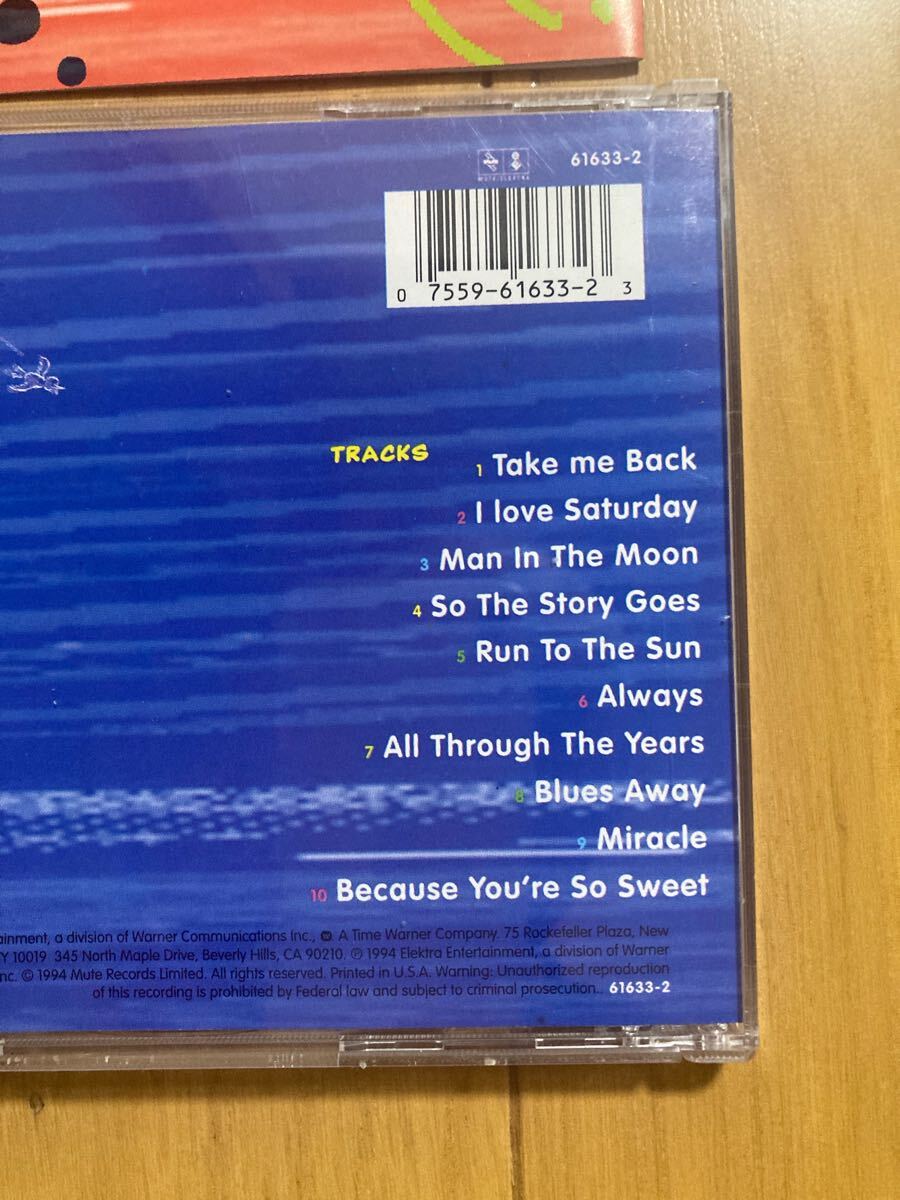 MUTE/ELEKTRA
61633-2
0 7559-61633-2 3
TRACKS
1 Take me Back
2 I love Saturday
3 Man In The Moon
4 So The Story Goes
5 Run To The Sun
6 Always
7 All Through The Years
8 Blues Away
9 Miracle
10 Because You're So Sweet
tainment, a division of Warner Communications Inc., A Time Warner Company. 75 Rockefeller Plaza, New
Y 10019 345 North Maple Drive, Beverly Hills, CA 90210. ℗ 1994 Elektra Entertainment, a division of Warner
nc. © 1994 Mute Records Limited. All rights reserved. Printed in U.S.A. Warning: Unauthorized reproduction
of this recording is prohibited by Federal law and subject to criminal prosecution.. 61633-2